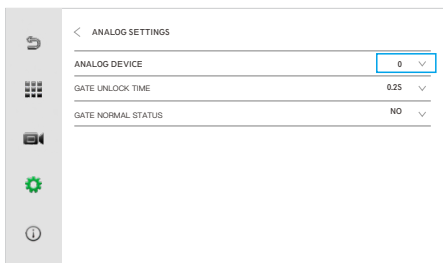 ANALOG SETTINGS
ANALOG DEVICE 0
GATE UNLOCK TIME 0.2S
GATE NORMAL STATUS NO